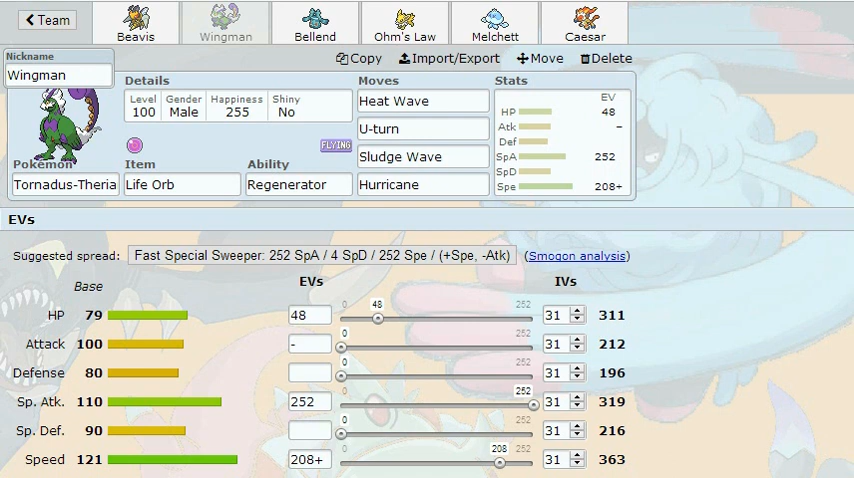 Team
Beavis Wingman Bellend Ohm's Law Melchett Caesar
Copy Import/Export Move Delete
Nickname
Wingman
Details
Level Gender Happiness Shiny
100 Male 255 No
FLYING
Pokémon Item Ability
Tornadus-Theria Life Orb Regenerator
Moves
Heat Wave
U-turn
Sludge Wave
Hurricane
Stats
EV
HP 48
Atk –
Def
SpA 252
SpD
Spe 208+
EVs
Suggested spread: Fast Special Sweeper: 252 SpA / 4 SpD / 252 Spe / (+Spe, -Atk) (Smogon analysis)
Base EVs IVs
HP 79 48 0 48 252 31 311
Attack 100 - 0 252 31 212
Defense 80 0 252 31 196
Sp. Atk. 110 252 0 252 31 319
Sp. Def. 90 0 252 31 216
Speed 121 208+ 0 208 252 31 363